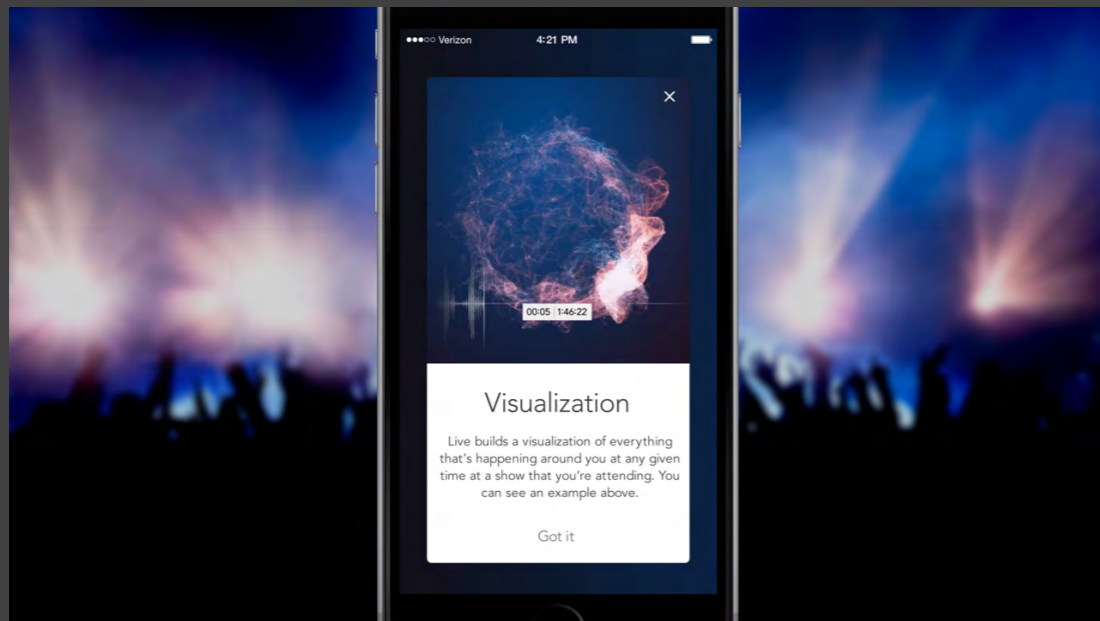 Verizon 4:21 PM
00:05 1:46:22
Visualization
Live builds a visualization of everything
that's happening around you at any given
time at a show that you're attending. You
can see an example above.
Got it